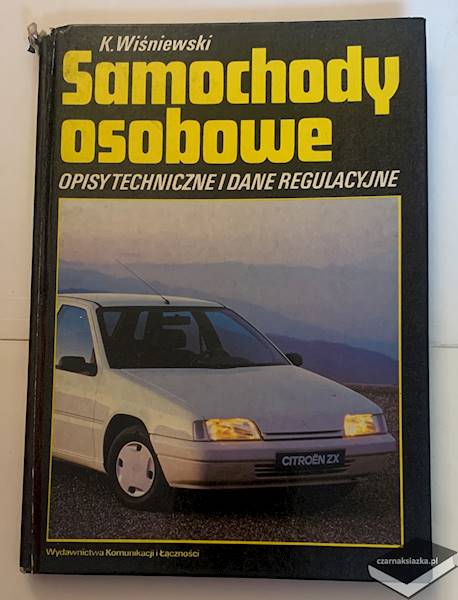 K. Wiśniewski
Samochody
osobowe
OPISY TECHNICZNE I DANE REGULACYJNE
CITROËN ZX
Wydawnictwa Komunikacji i Łączności
czarnaksiazka.pl